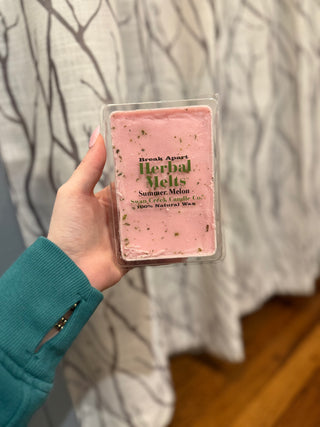 Break Apart
Herbal
Melts
Summer Melon
Swan Creek Candle Co.
100% Natural Wax